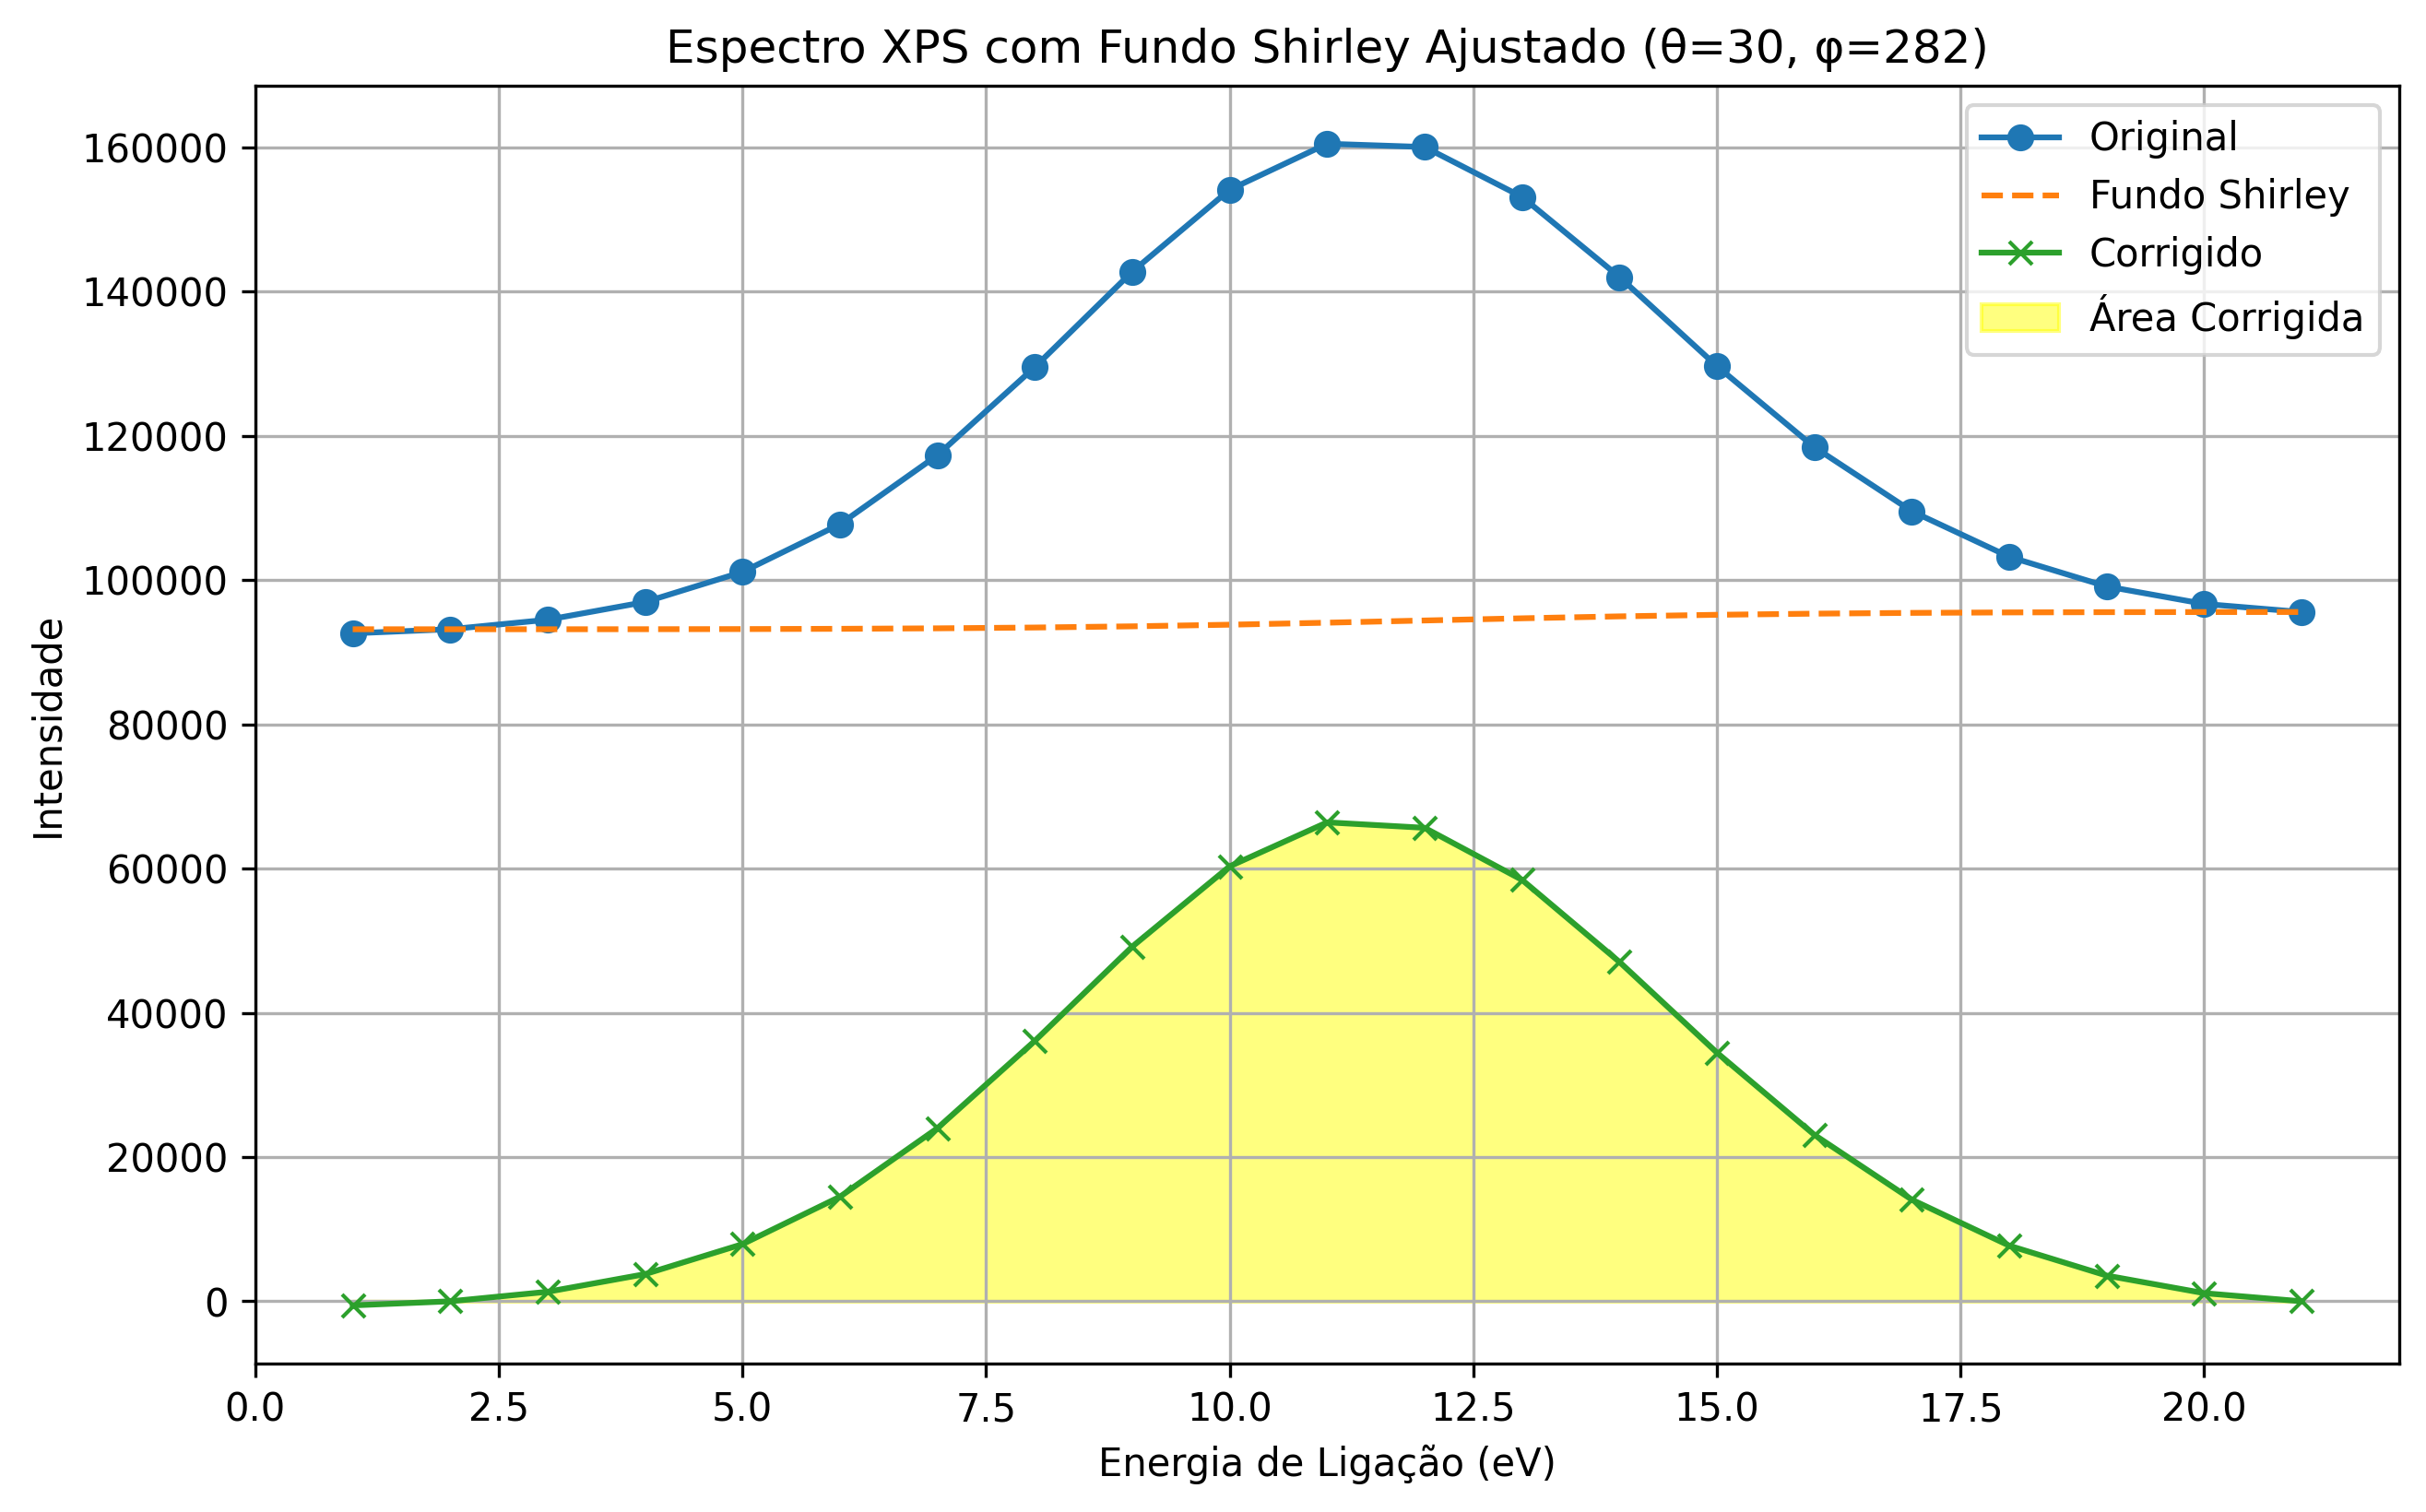 Espectro XPS com Fundo Shirley Ajustado (θ=30, φ=282)
Original
Fundo Shirley
Corrigido
Área Corrigida
Intensidade
160000
140000
120000
100000
80000
60000
40000
20000
0
0.0 2.5 5.0 7.5 10.0 12.5 15.0 17.5 20.0
Energia de Ligação (eV)